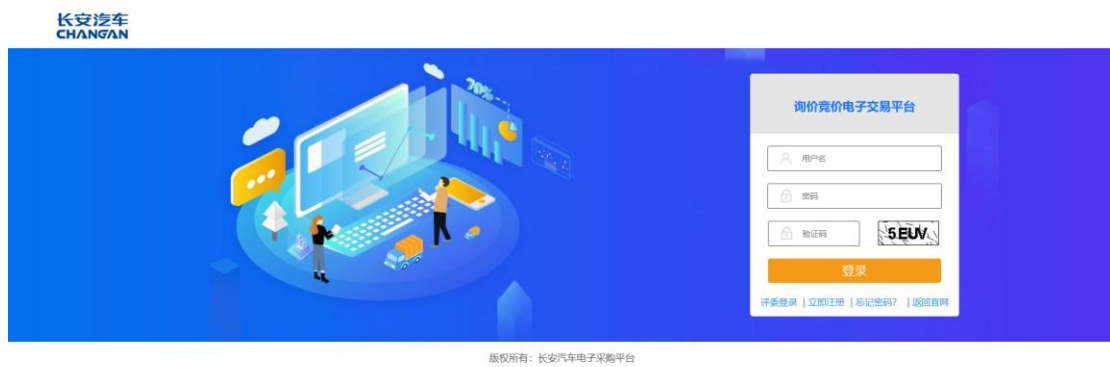 长安汽车
CHANGAN
70%
询价竞价电子交易平台
用户名
密码
验证码
5EUV
登录
评委登录 | 立即注册 | 忘记密码? | 返回官网
版权所有：长安汽车电子采购平台